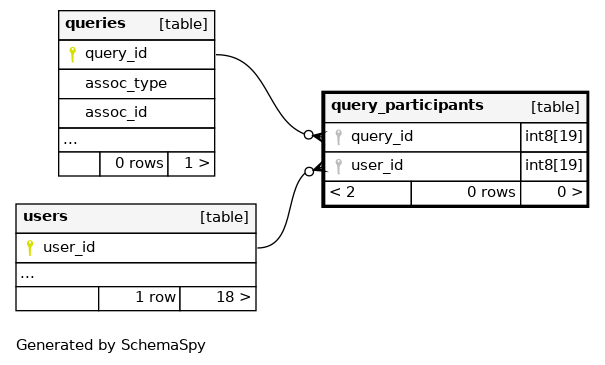 queries [table]
query_id
assoc_type
assoc_id
...
0 rows 1 >
query_participants [table]
query_id int8[19]
user_id int8[19]
< 2 0 rows 0 >
users [table]
user_id
...
1 row 18 >
Generated by SchemaSpy